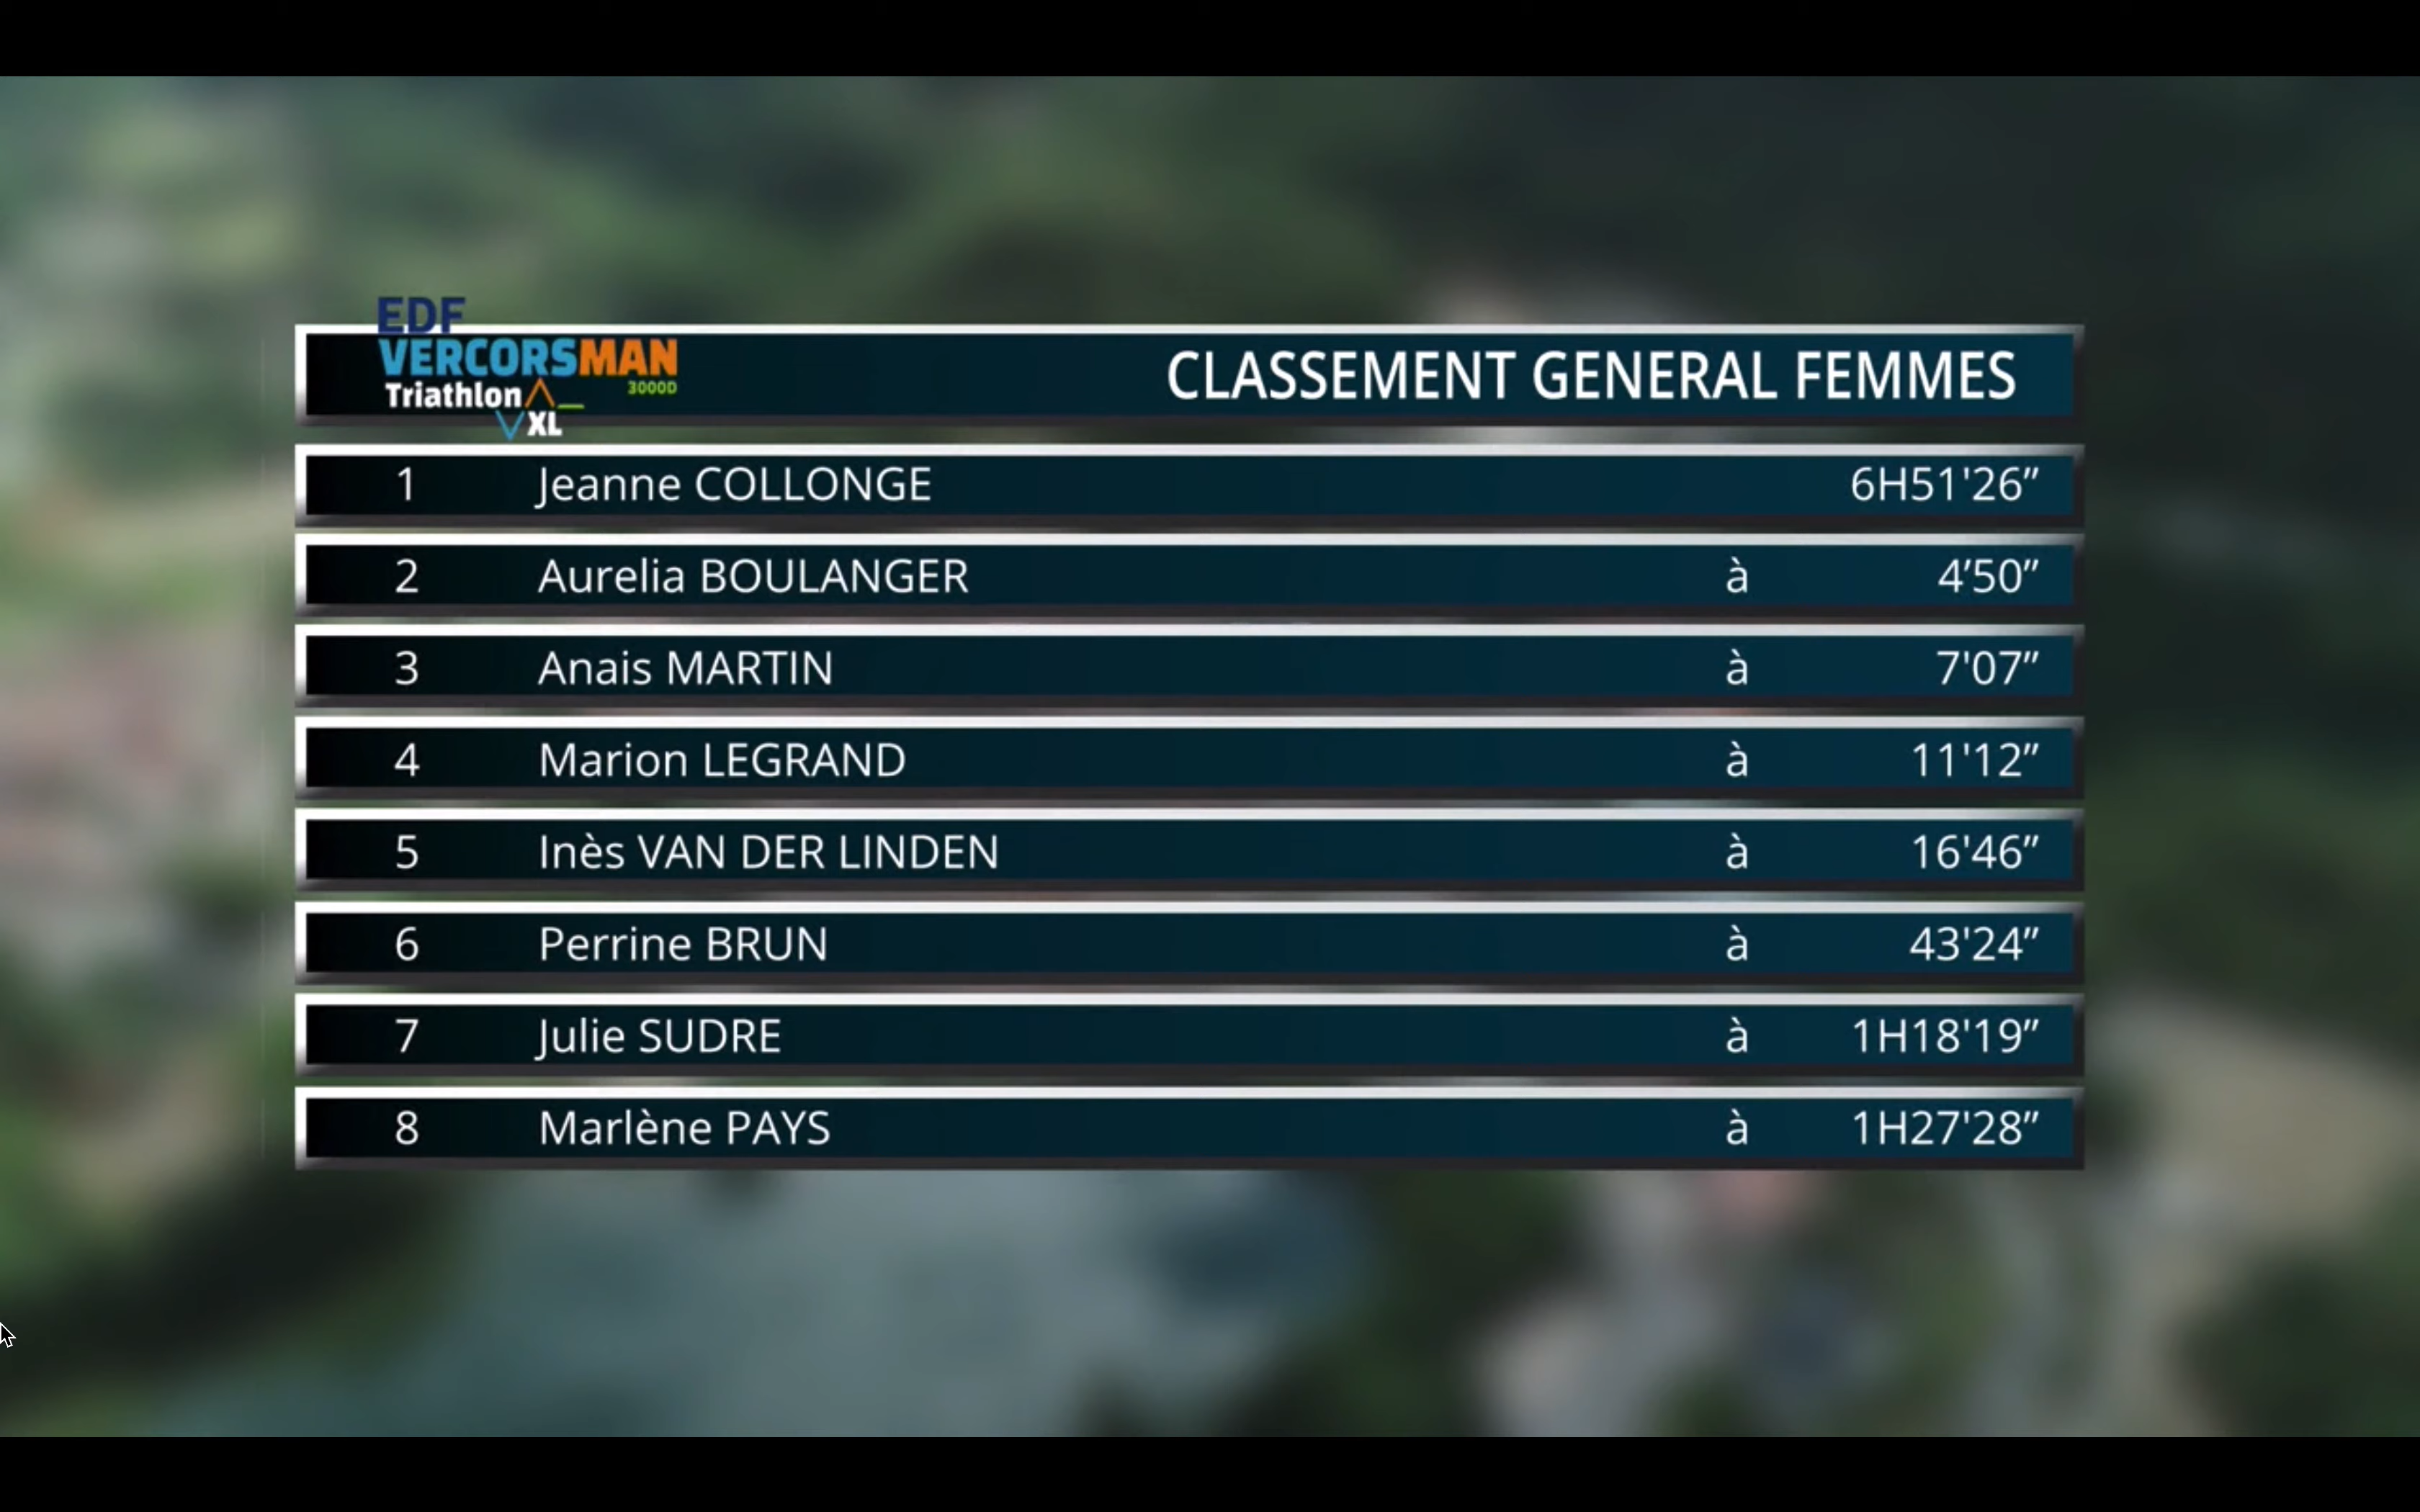 EDF
VERCORSMAN
3000D
Triathlon
XL
CLASSEMENT GENERAL FEMMES
1 Jeanne COLLONGE 6H51'26”
2 Aurelia BOULANGER à 4’50”
3 Anais MARTIN à 7'07”
4 Marion LEGRAND à 11'12”
5 Inès VAN DER LINDEN à 16'46”
6 Perrine BRUN à 43'24”
7 Julie SUDRE à 1H18'19”
8 Marlène PAYS à 1H27'28”